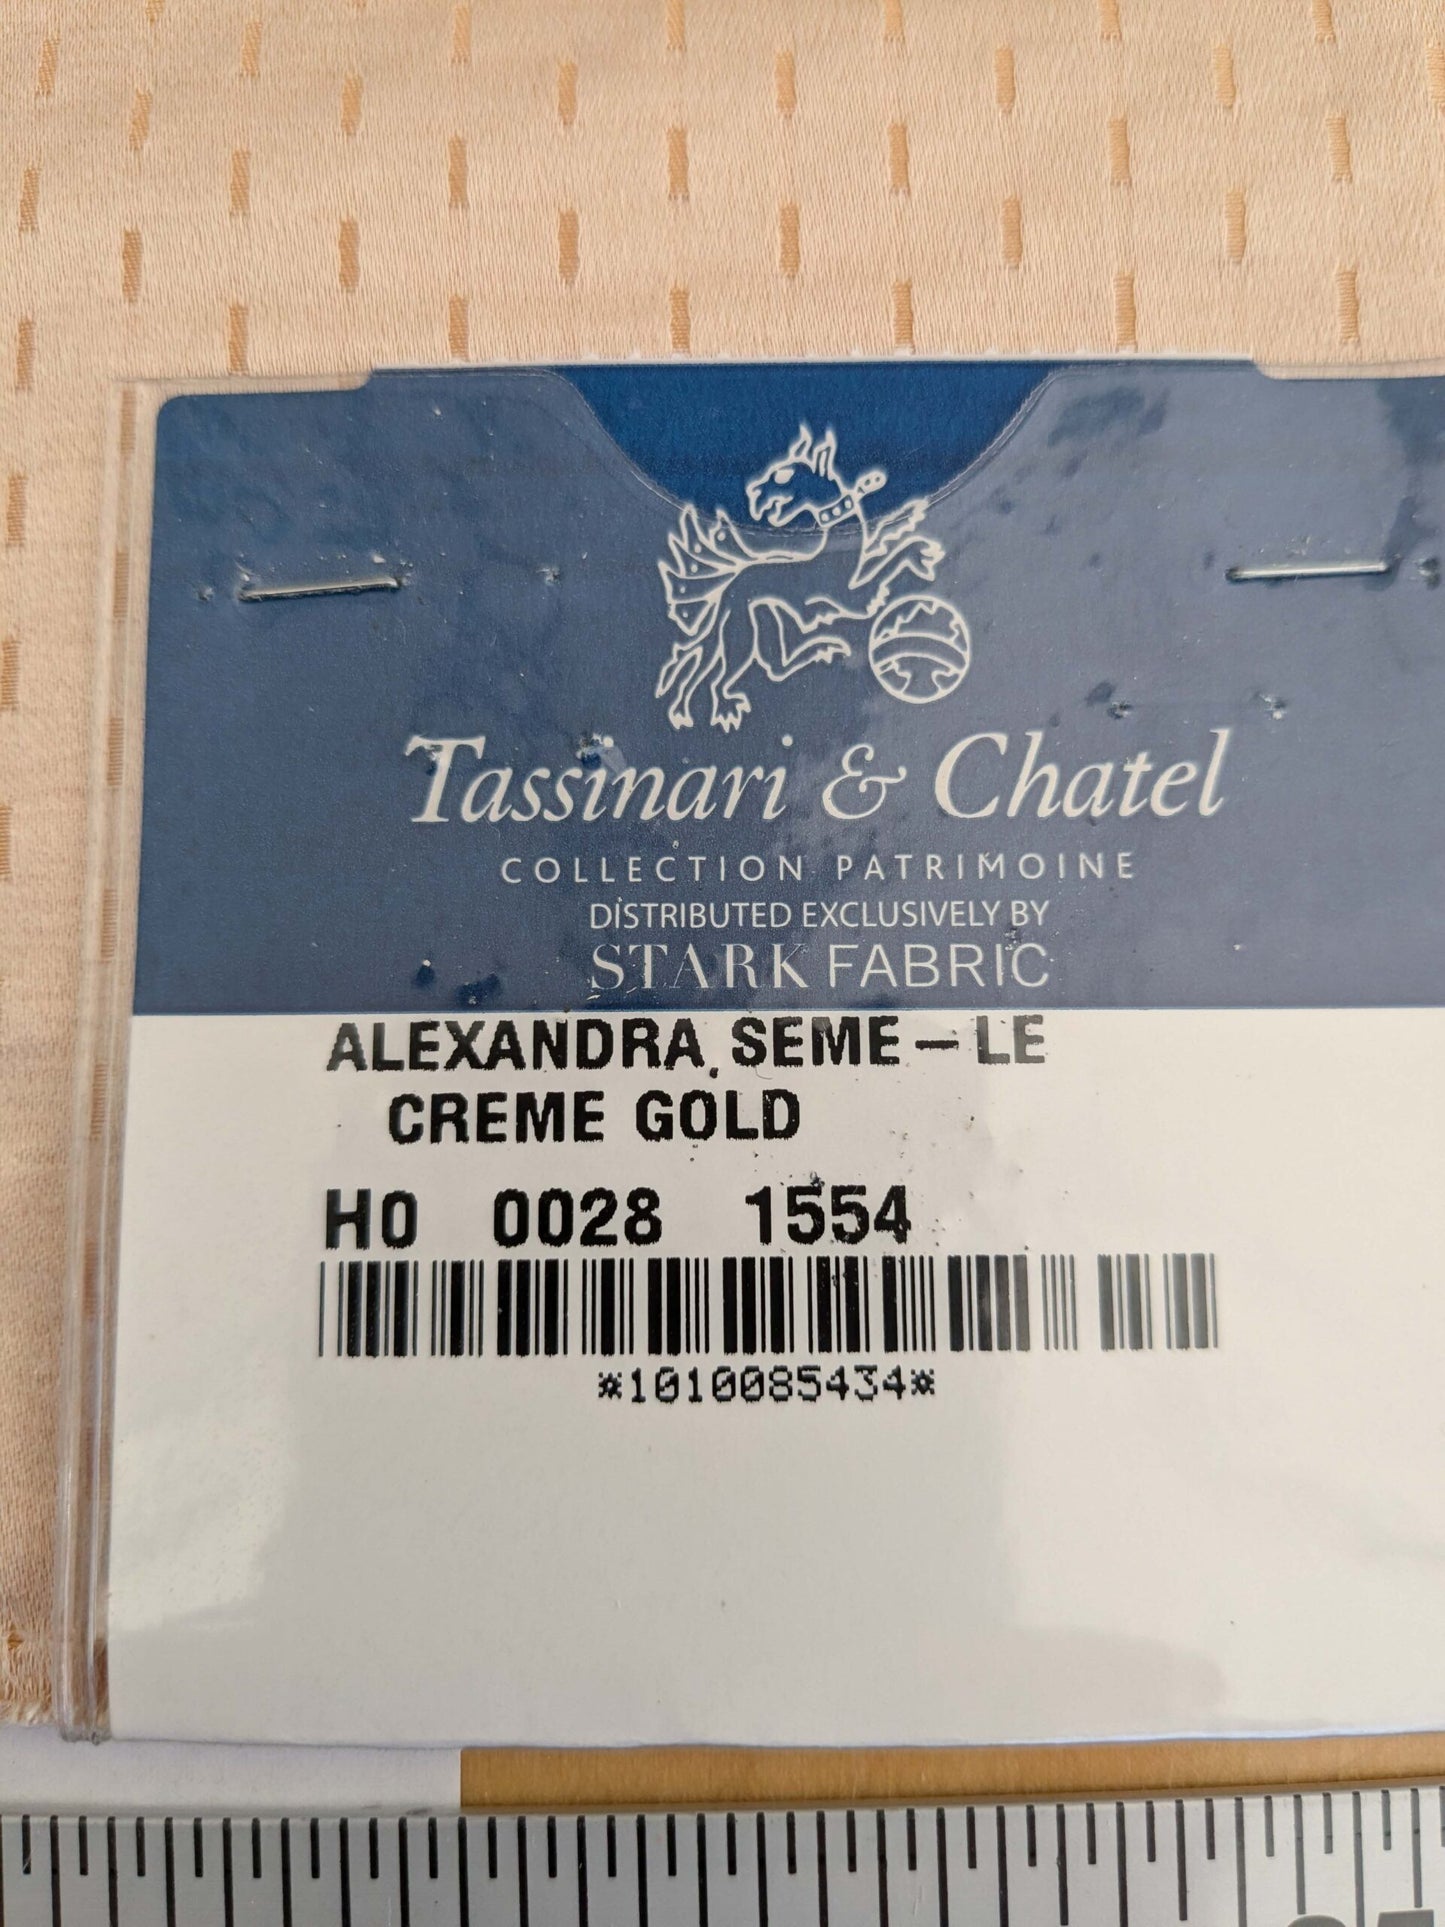 Tassinari & Chatel
COLLECTION PATRIMOINE
DISTRIBUTED EXCLUSIVELY BY
STARK FABRIC
ALEXANDRA SEME-LE
CREME GOLD
H0 0028 1554
*1010085434*